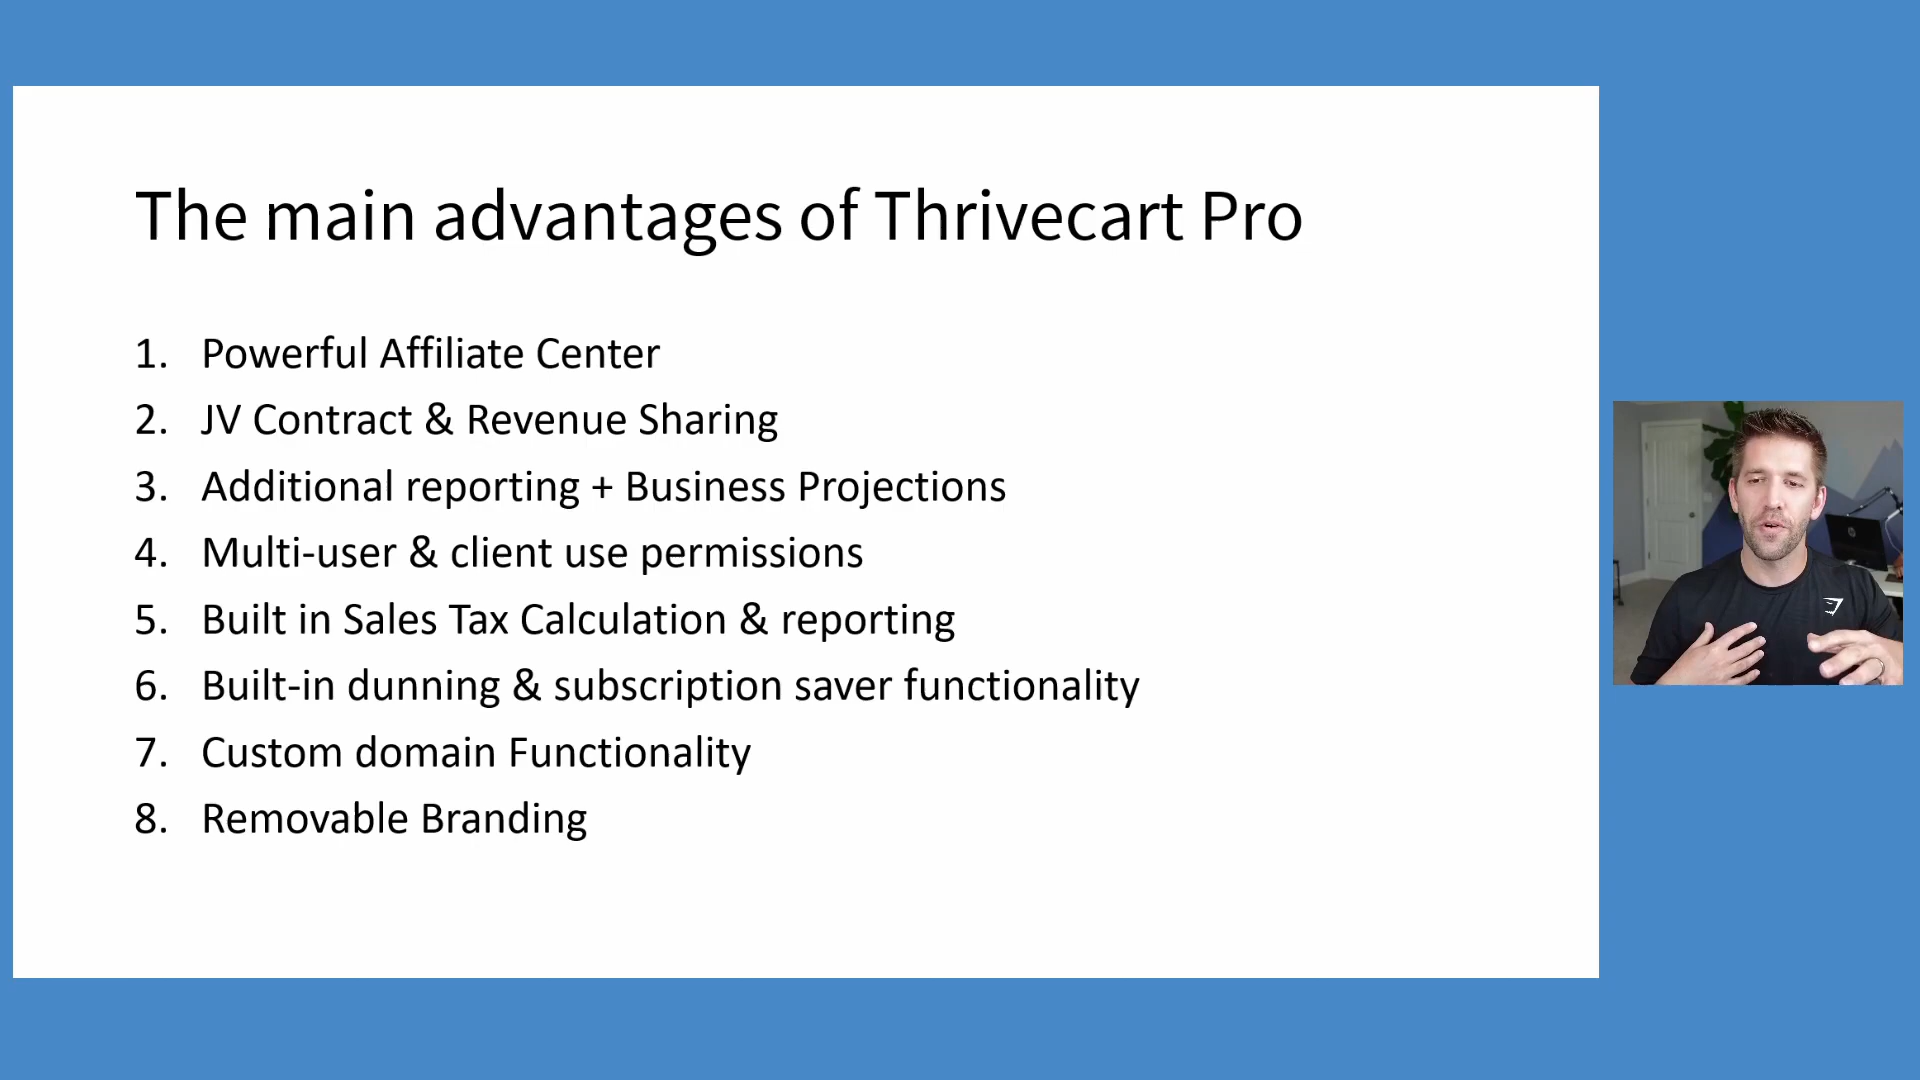 The main advantages of Thrivecart Pro
1. Powerful Affiliate Center
2. JV Contract & Revenue Sharing
3. Additional reporting + Business Projections
4. Multi-user & client use permissions
5. Built in Sales Tax Calculation & reporting
6. Built-in dunning & subscription saver functionality
7. Custom domain Functionality
8. Removable Branding